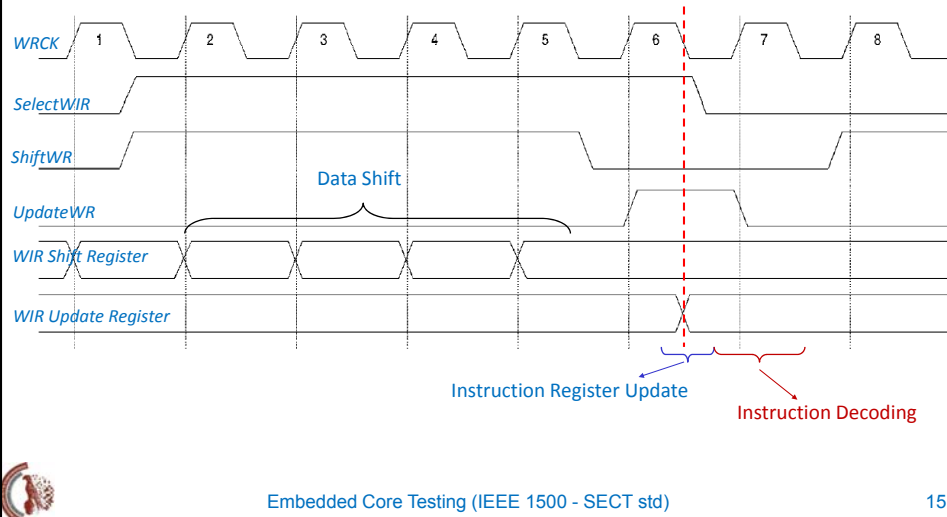 WRCK 1 2 3 4 5 6 7 8
SelectWIR
ShiftWR
Data Shift
UpdateWR
WIR Shift Register
WIR Update Register
Instruction Register Update
Instruction Decoding
Embedded Core Testing (IEEE 1500 - SECT std) 15